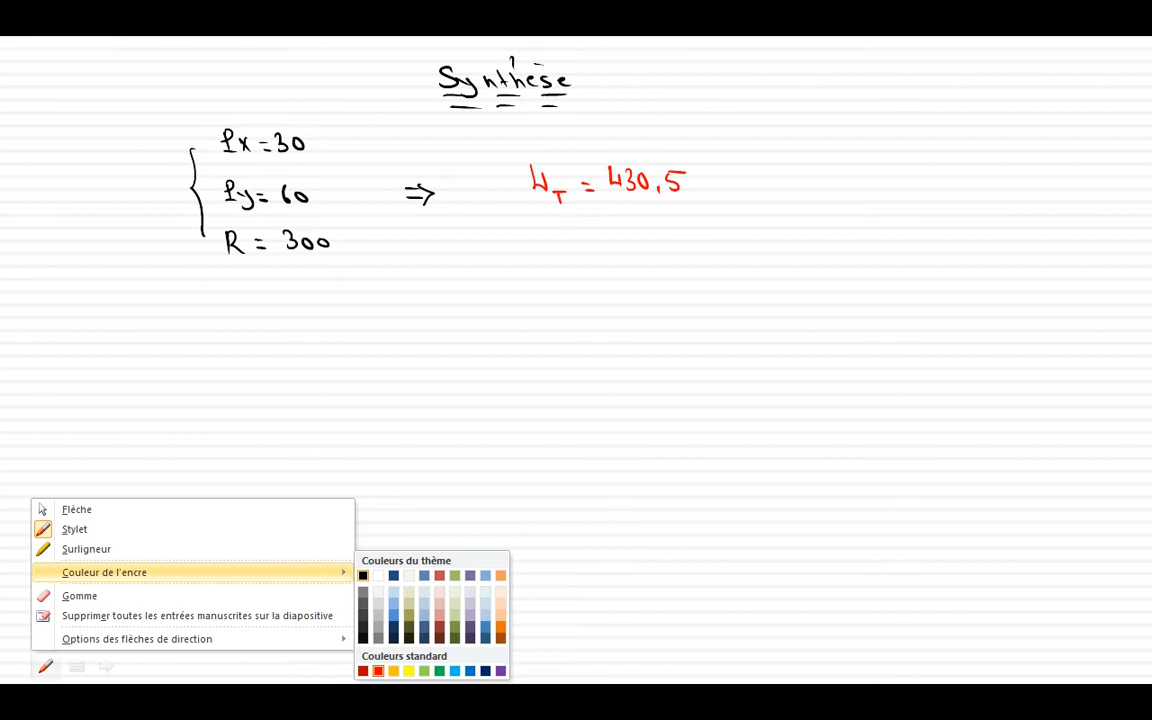 Synthèse
Px = 30
Py = 60
R = 300
⇒
W_T = 430.5
Flèche
Stylet
Surligneur
Couleur de l'encre
Gomme
Supprimer toutes les entrées manuscrites sur la diapositive
Options des flèches de direction
Couleurs du thème
Couleurs standard